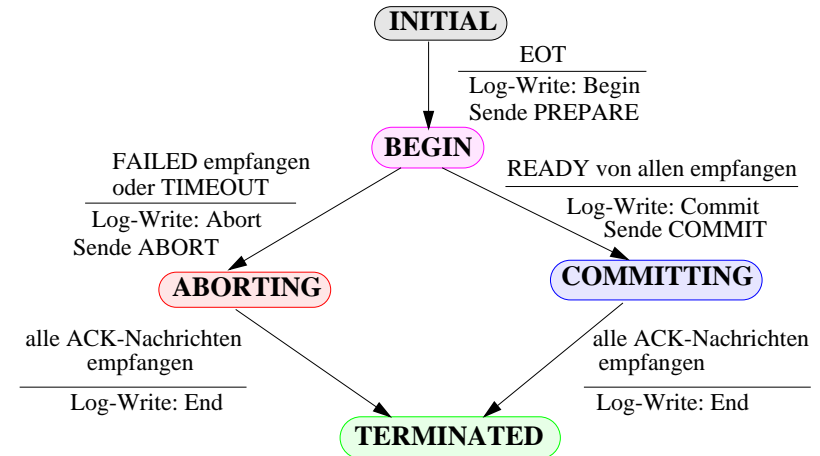 INITIAL
EOT
Log-Write: Begin
Sende PREPARE
BEGIN
FAILED empfangen
oder TIMEOUT
Log-Write: Abort
Sende ABORT
READY von allen empfangen
Log-Write: Commit
Sende COMMIT
ABORTING
COMMITTING
alle ACK-Nachrichten
empfangen
Log-Write: End
alle ACK-Nachrichten
empfangen
Log-Write: End
TERMINATED